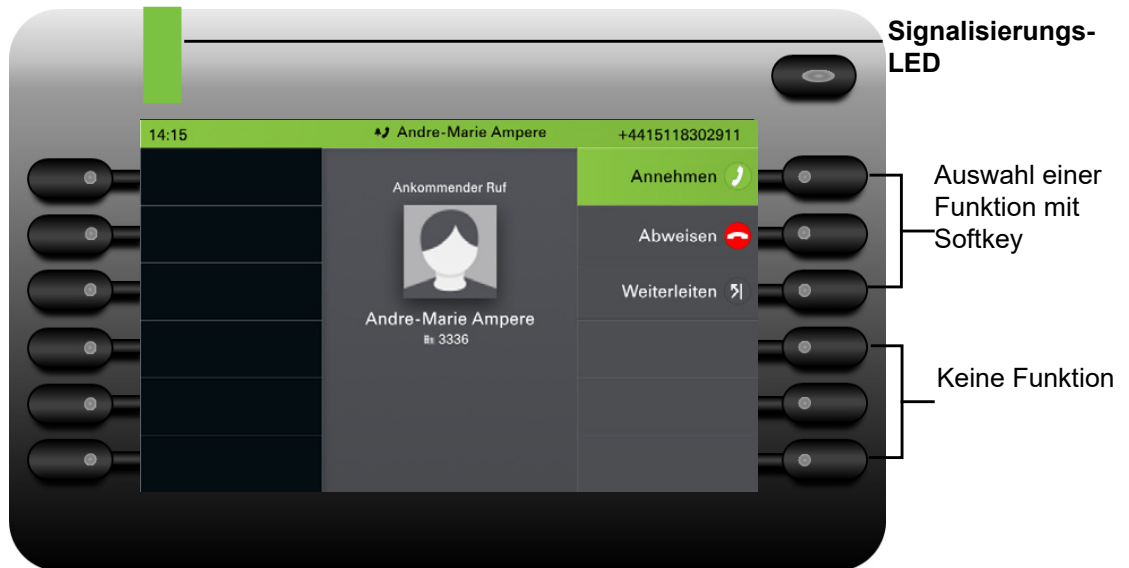 Signalisierungs-
LED
14:15 Andre-Marie Ampere +4415118302911
Ankommender Ruf
Andre-Marie Ampere
3336
Annehmen
Abweisen
Weiterleiten
Auswahl einer
Funktion mit
Softkey
Keine Funktion